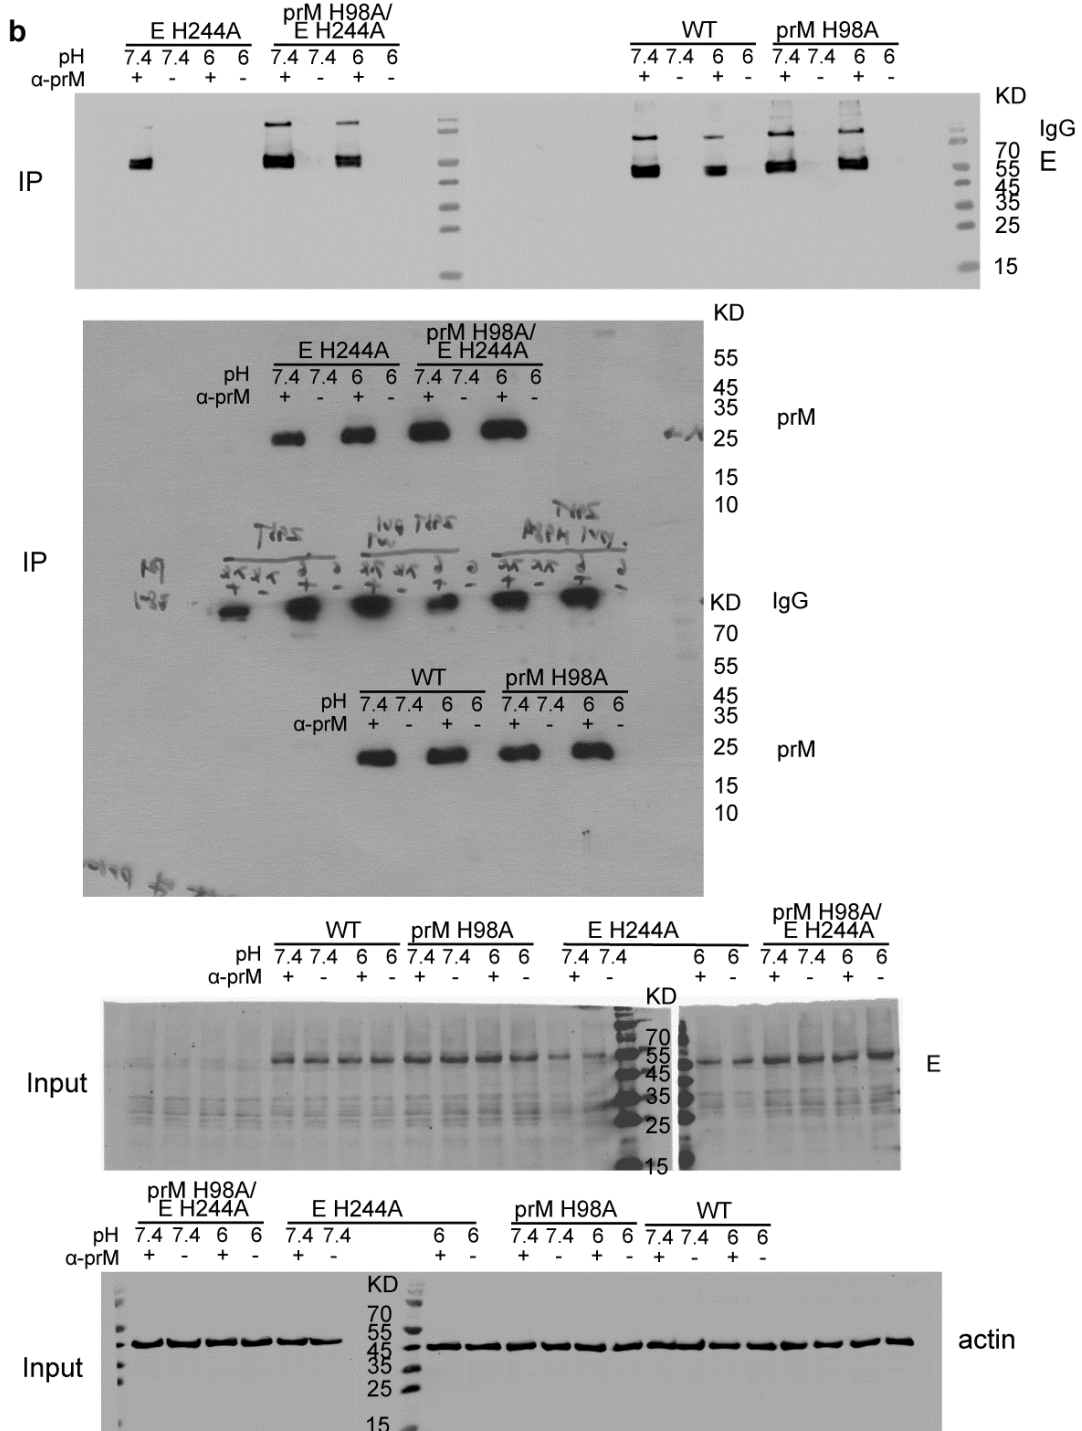 b
E H244A prM H98A/ E H244A WT prM H98A
pH 7.4 7.4 6 6 7.4 7.4 6 6 7.4 7.4 6 6 7.4 7.4 6 6
α-prM + - + - + - + - + - + - + - + -
KD
IgG
70
E
55
45
35
25
15
IP
KD
prM H98A/
E H244A E H244A
pH 7.4 7.4 6 6 7.4 7.4 6 6
α-prM + - + - + - + -
55
45
35
prM
25
15
10
IP
293T
KD IgG
70
55
WT prM H98A
pH 7.4 7.4 6 6 7.4 7.4 6 6
α-prM + - + - + - + -
45
35
25
prM
15
10
prM H98A/
WT prM H98A E H244A E H244A
pH 7.4 7.4 6 6 7.4 7.4 6 6 7.4 7.4 6 6 7.4 7.4 6 6
α-prM + - + - + - + - + - + - + - + -
KD
70
55
E
45
35
25
15
Input
prM H98A/
E H244A E H244A prM H98A WT
pH 7.4 7.4 6 6 7.4 7.4 6 6 7.4 7.4 6 6 7.4 7.4 6 6
α-prM + - + - + - + - + - + - + - + -
KD
70
55
45
actin
35
25
15
Input